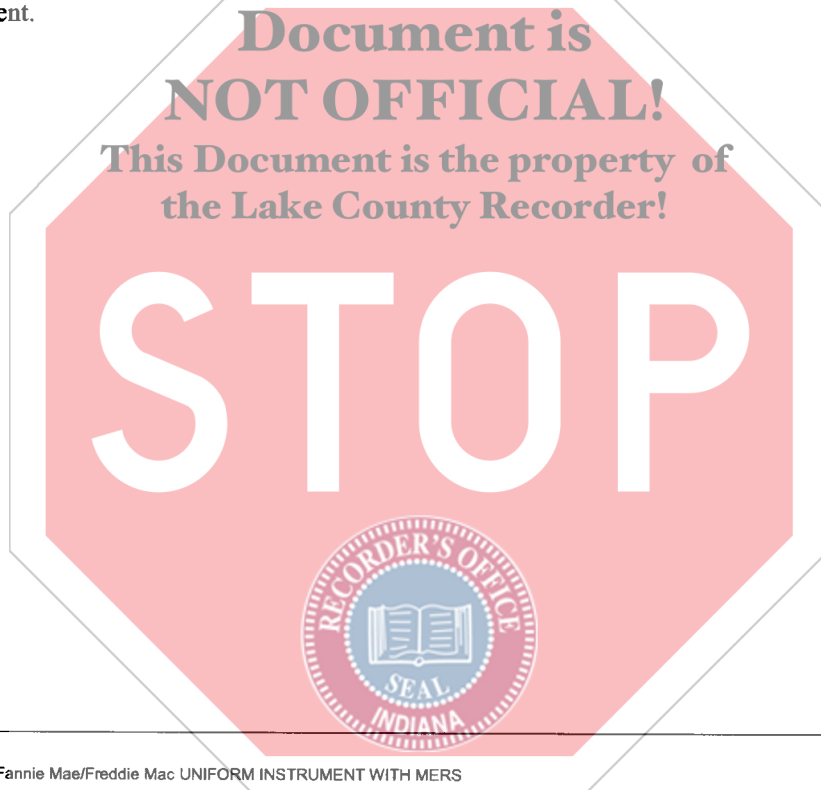 ent.
Document is
NOT OFFICIAL!
This Document is the property of
the Lake County Recorder!
STOP
RECORDER'S OFFICE
SEAL
INDIANA
Fannie Mae/Freddie Mac UNIFORM INSTRUMENT WITH MERS